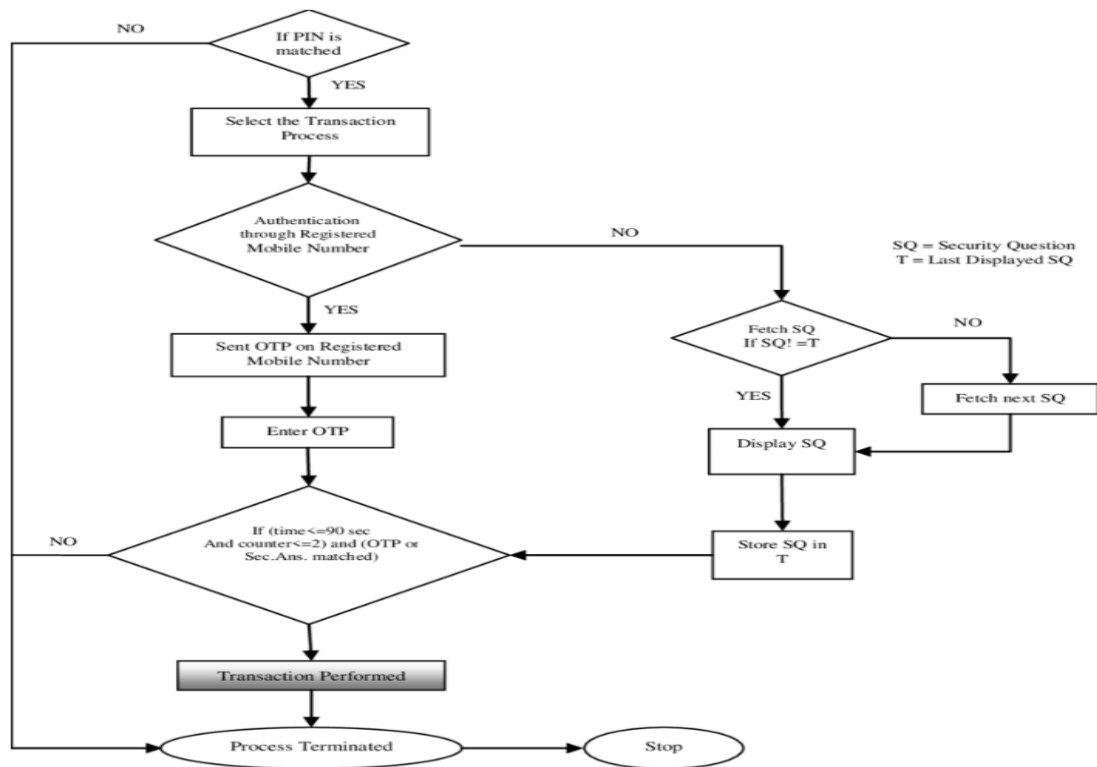 NO
If PIN is
matched
YES
Select the Transaction
Process
Authentication
through Registered
Mobile Number
NO
SQ = Security Question
T = Last Displayed SQ
YES
Fetch SQ
If SQ! =T
NO
Sent OTP on Registered
Mobile Number
YES
Fetch next SQ
Enter OTP
Display SQ
NO
If (time<=90 sec
And counter<=2) and (OTP or
Sec.Ans. matched)
Store SQ in
T
Transaction Performed
Process Terminated
Stop